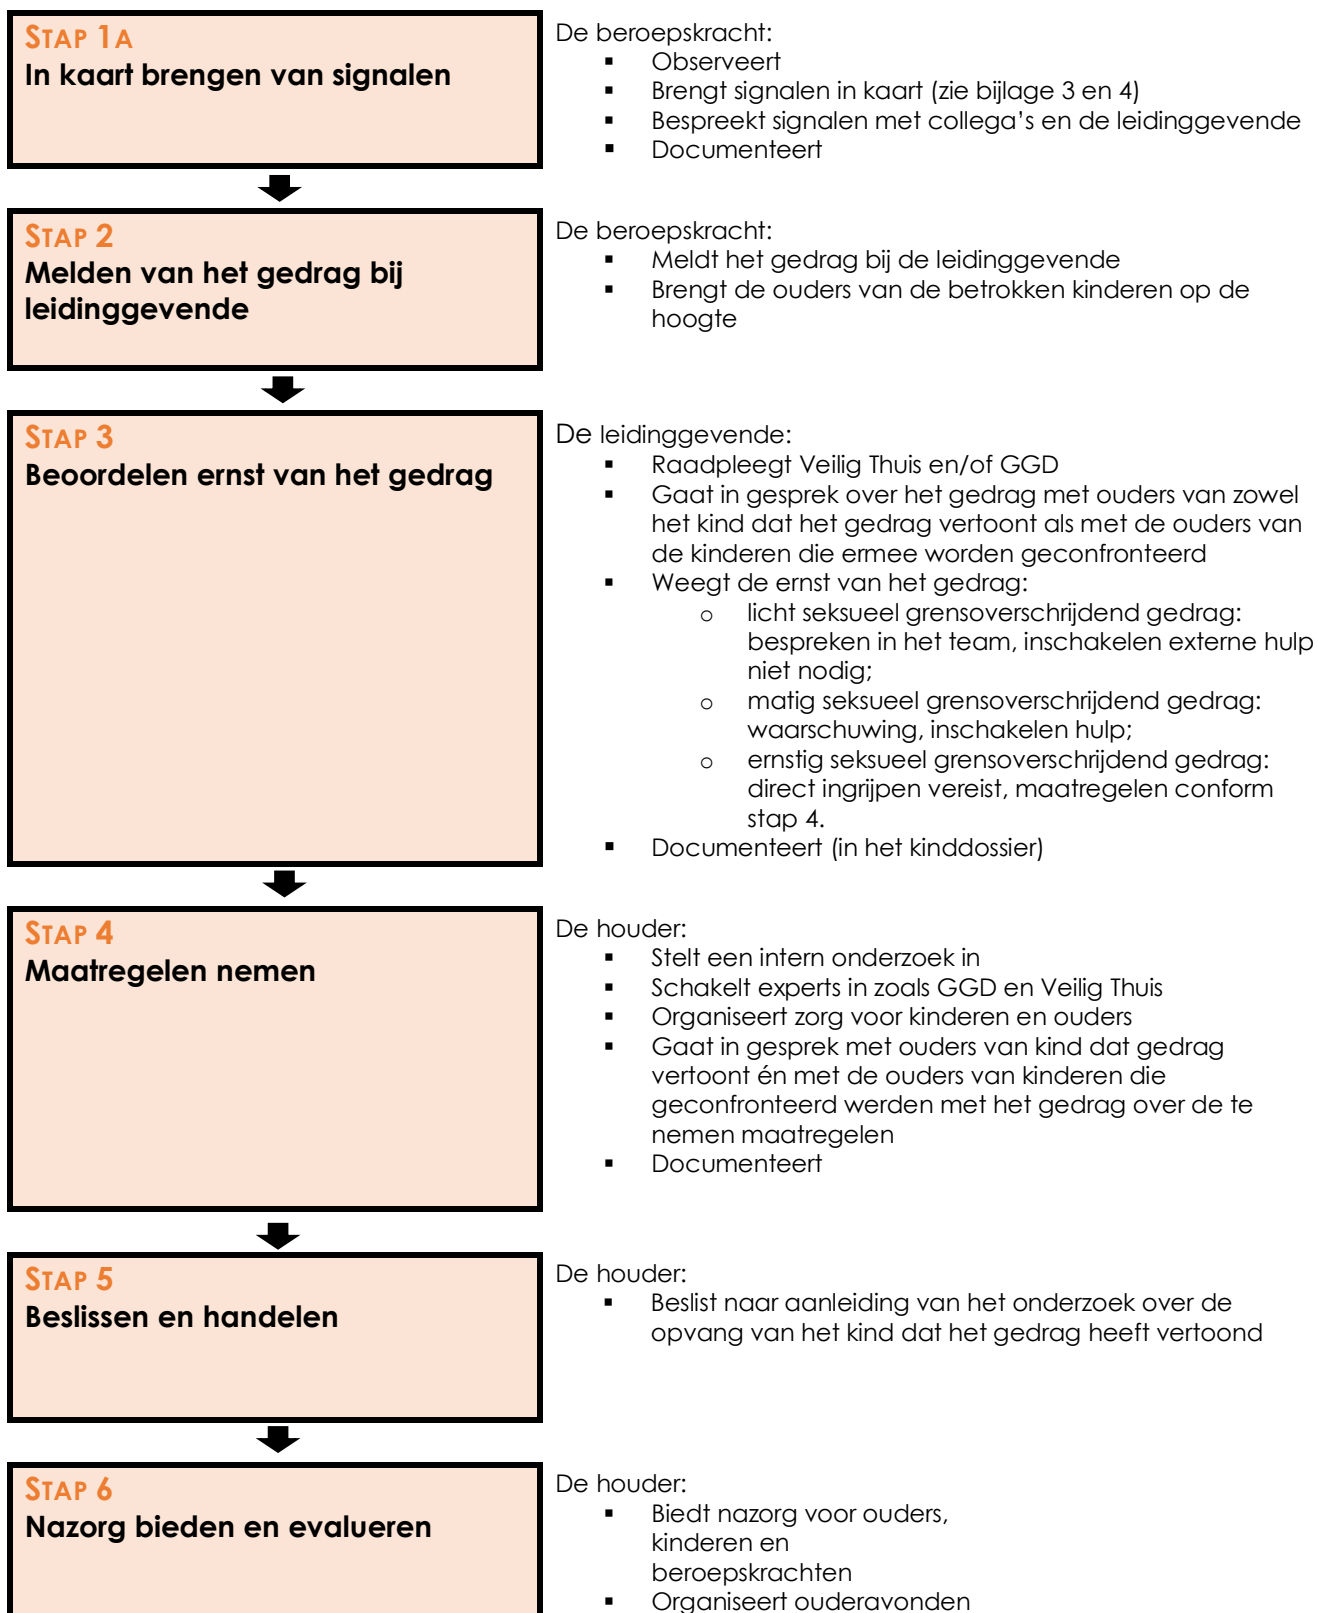 STAP 1A
In kaart brengen van signalen
De beroepskracht:
▪ Observeert
▪ Brengt signalen in kaart (zie bijlage 3 en 4)
▪ Bespreekt signalen met collega's en de leidinggevende
▪ Documenteert
STAP 2
Melden van het gedrag bij
leidinggevende
De beroepskracht:
▪ Meldt het gedrag bij de leidinggevende
▪ Brengt de ouders van de betrokken kinderen op de
hoogte
STAP 3
Beoordelen ernst van het gedrag
De leidinggevende:
▪ Raadpleegt Veilig Thuis en/of GGD
▪ Gaat in gesprek over het gedrag met ouders van zowel
het kind dat het gedrag vertoont als met de ouders van
de kinderen die ermee worden geconfronteerd
▪ Weegt de ernst van het gedrag:
o licht seksueel grensoverschrijdend gedrag:
bespreken in het team, inschakelen externe hulp
niet nodig;
o matig seksueel grensoverschrijdend gedrag:
waarschuwing, inschakelen hulp;
o ernstig seksueel grensoverschrijdend gedrag:
direct ingrijpen vereist, maatregelen conform
stap 4.
▪ Documenteert (in het kinddossier)
STAP 4
Maatregelen nemen
De houder:
▪ Stelt een intern onderzoek in
▪ Schakelt experts in zoals GGD en Veilig Thuis
▪ Organiseert zorg voor kinderen en ouders
▪ Gaat in gesprek met ouders van kind dat gedrag
vertoont én met de ouders van kinderen die
geconfronteerd werden met het gedrag over de te
nemen maatregelen
▪ Documenteert
STAP 5
Beslissen en handelen
De houder:
▪ Beslist naar aanleiding van het onderzoek over de
opvang van het kind dat het gedrag heeft vertoond
STAP 6
Nazorg bieden en evalueren
De houder:
▪ Biedt nazorg voor ouders,
kinderen en
beroepskrachten
▪ Organiseert ouderavonden